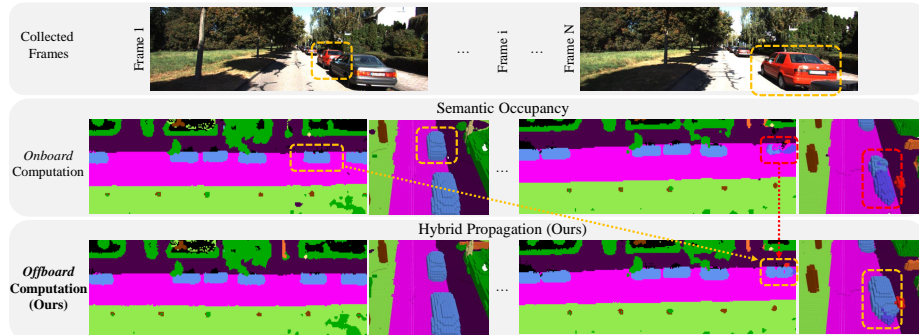 Collected
Frames
Frame 1
...
Frame i
...
Frame N
Semantic Occupancy
Onboard
Computation
...
Hybrid Propagation (Ours)
Offboard
Computation
(Ours)
...